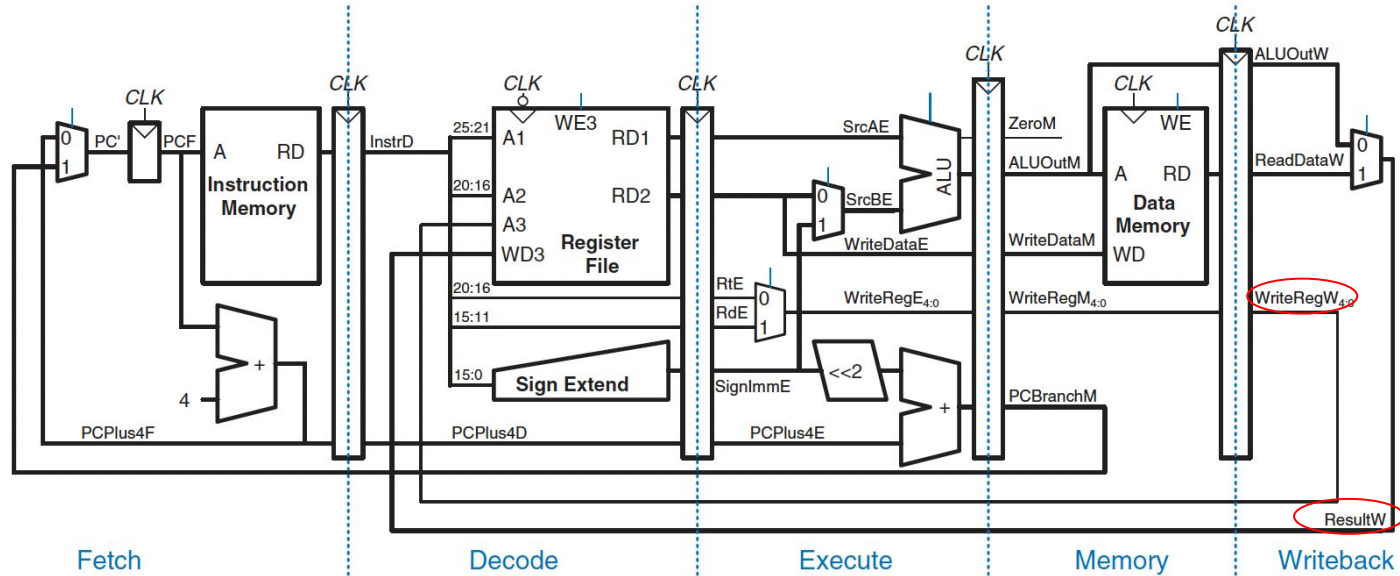 CLK
CLK
ALUOutW
CLK
CLK
CLK
CLK
CLK
0
1
PC'
PCF
A RD
Instruction
Memory
InstrD
25:21
A1
WE3
RD1
20:16
A2
RD2
A3
WD3
Register
File
SrcAE
0
1
SrcBE
ALU
ZeroM
ALUOutM
WE
A RD
Data
Memory
WD
ReadDataW
0
1
WriteDataE
WriteDataM
20:16
RtE
15:11
RdE
0
1
WriteRegE4:0
WriteRegM4:0
WriteRegW4:0
+
4
15:0
Sign Extend
SignImmE
<<2
+
PCBranchM
PCPlus4F
PCPlus4D
PCPlus4E
ResultW
Fetch
Decode
Execute
Memory
Writeback